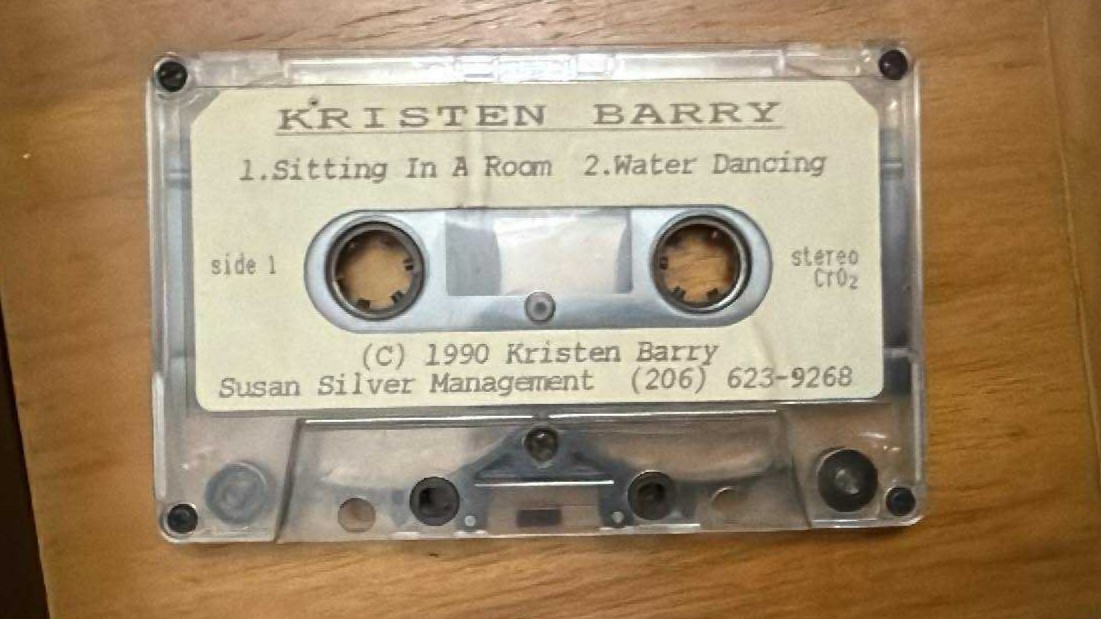 KRISTEN BARRY
1.Sitting In A Room 2.Water Dancing
side 1
stereo
CrO₂
(C) 1990 Kristen Barry
Susan Silver Management (206) 623-9268